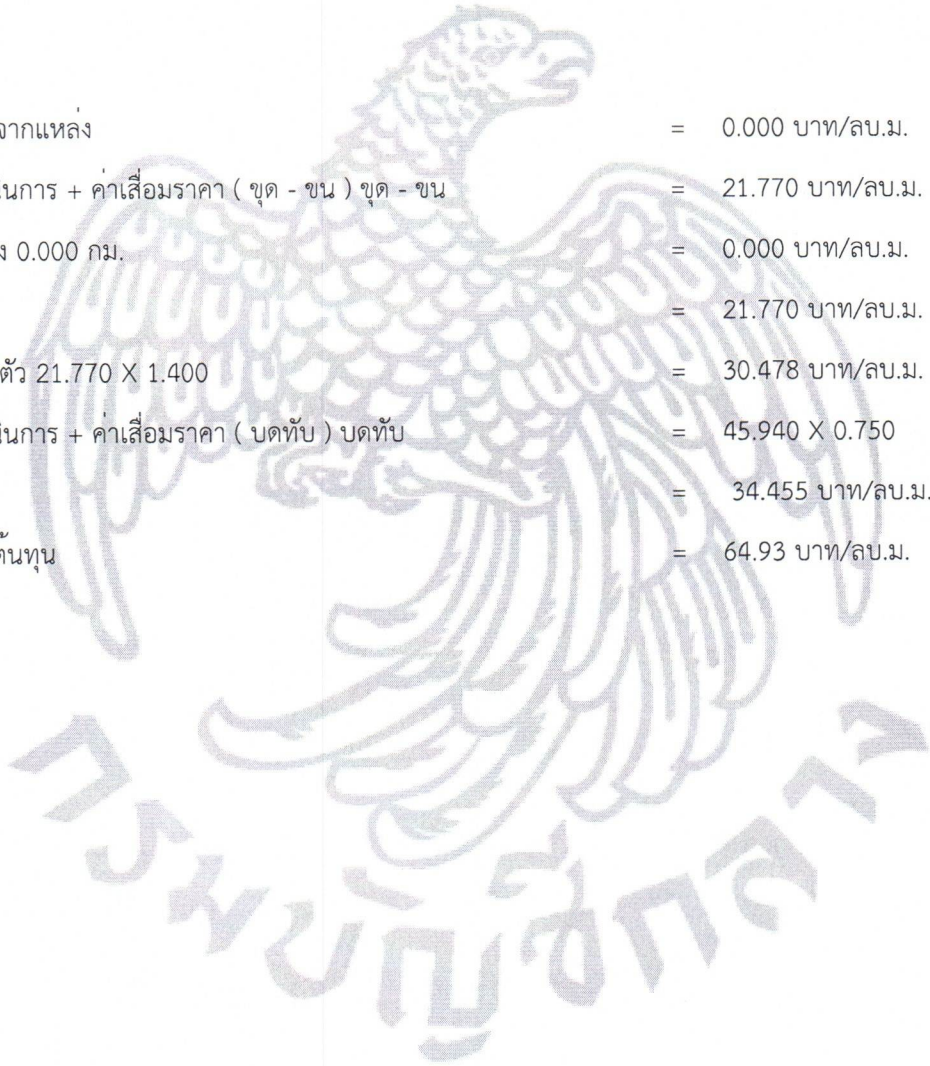 จากแหล่ง = 0.000 บาท/ลบ.ม.
นินการ + ค่าเสื่อมราคา ( ขุด - ขน ) ขุด - ขน = 21.770 บาท/ลบ.ม.
ง 0.000 กม. = 0.000 บาท/ลบ.ม.
= 21.770 บาท/ลบ.ม.
ตัว 21.770 X 1.400 = 30.478 บาท/ลบ.ม.
นินการ + ค่าเสื่อมราคา ( บดทับ ) บดทับ = 45.940 X 0.750
= 34.455 บาท/ลบ.ม.
ต้นทุน = 64.93 บาท/ลบ.ม.
กรมบัญชีกลาง